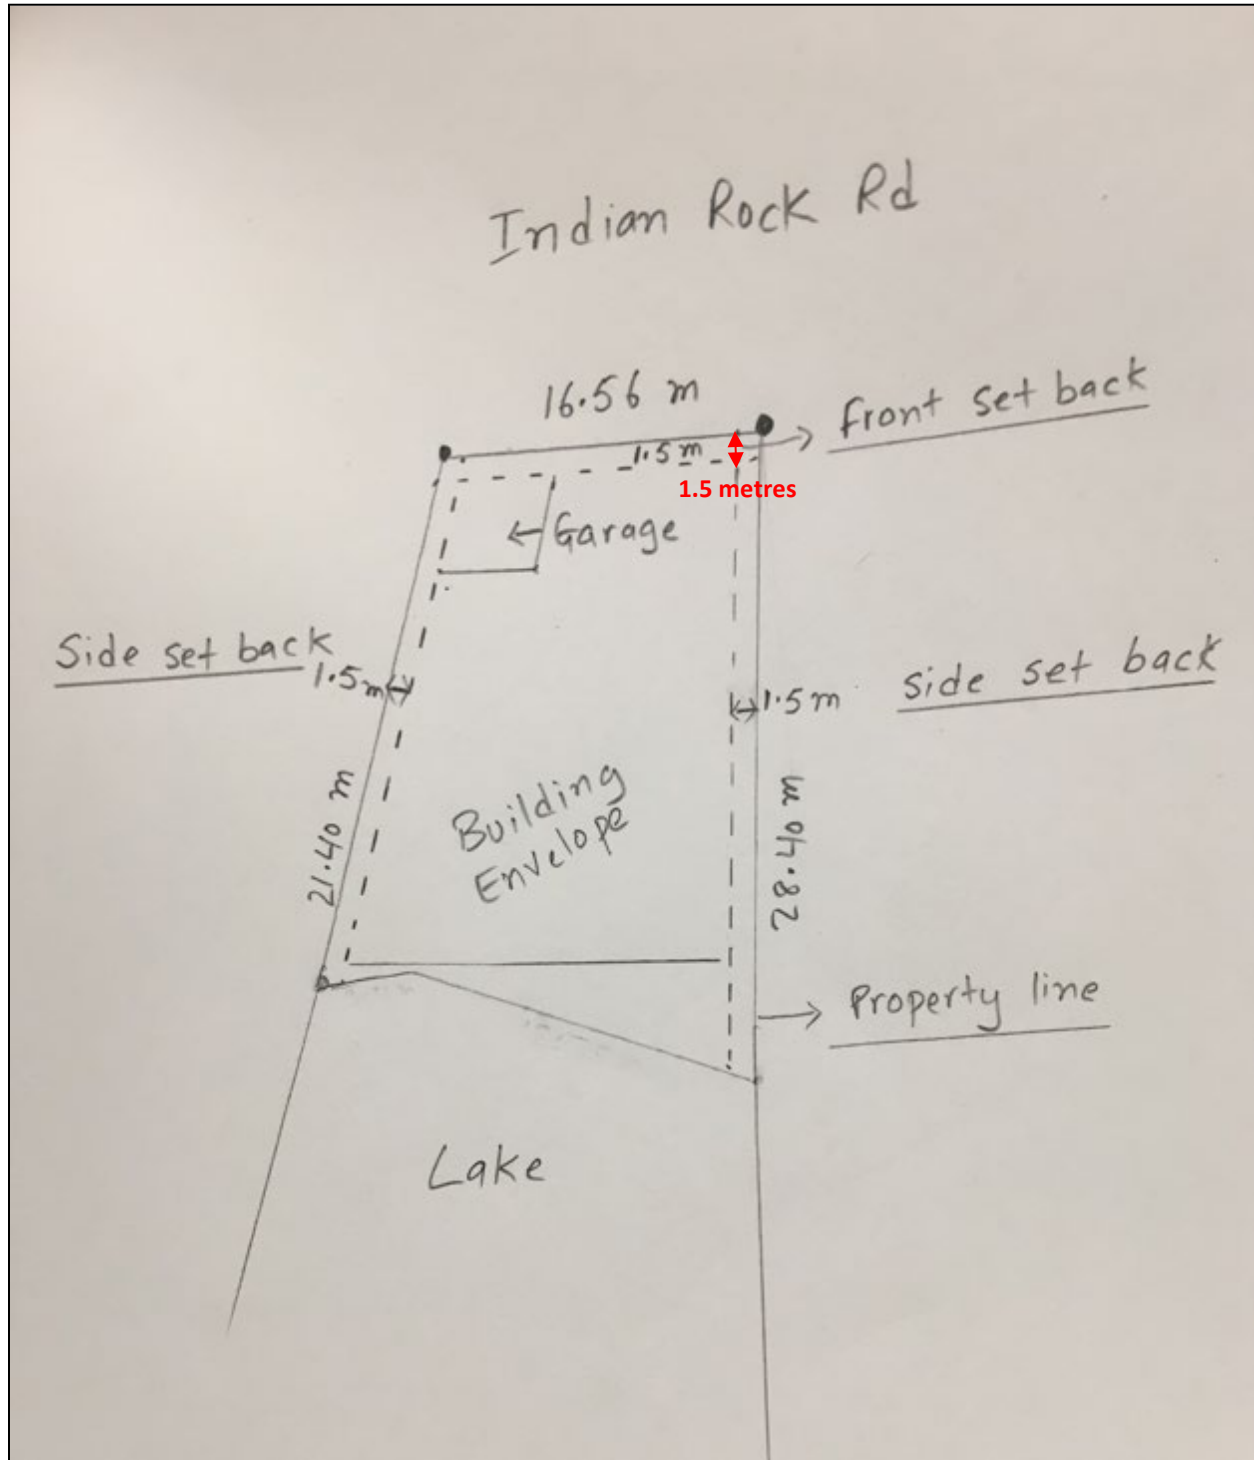 Indian Rock Rd
16.56 m
Front set back
1.5 m
1.5 metres
← Garage
Side set back
1.5m
1.5m
side set back
21.40 m
Building
Envelope
28.40 m
Property line
Lake